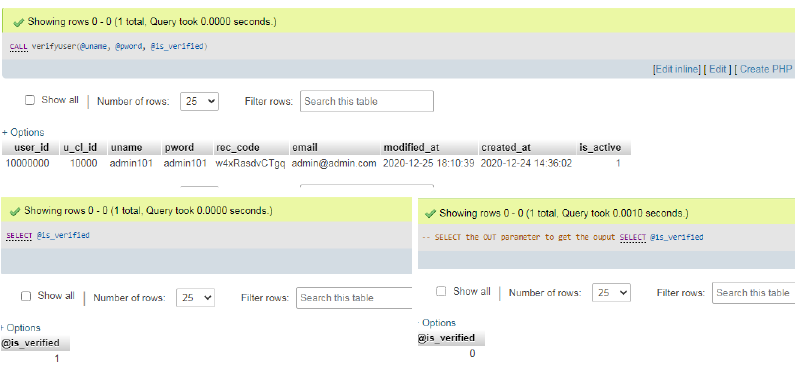 Showing rows 0 - 0 (1 total, Query took 0.0000 seconds.)
CALL verifyUser(@uname, @pword, @is_verified)
[Edit inline] [ Edit ] [ Create PHP
Show all Number of rows: 25 Filter rows: Search this table
+ Options
user_id u_cl_id uname pword rec_code email modified_at created_at is_active
10000000 10000 admin101 admin101 w4xRasdvCTgq admin@admin.com 2020-12-25 18:10:39 2020-12-24 14:36:02 1
Showing rows 0 - 0 (1 total, Query took 0.0000 seconds.)
SELECT @is_verified
Show all Number of rows: 25 Filter rows: Search this table
+ Options
@is_verified
1
Showing rows 0 - 0 (1 total, Query took 0.0010 seconds.)
-- SELECT the OUT parameter to get the ouput SELECT @is_verified
Show all Number of rows: 25 Filter rows: Search this table
Options
@is_verified
0